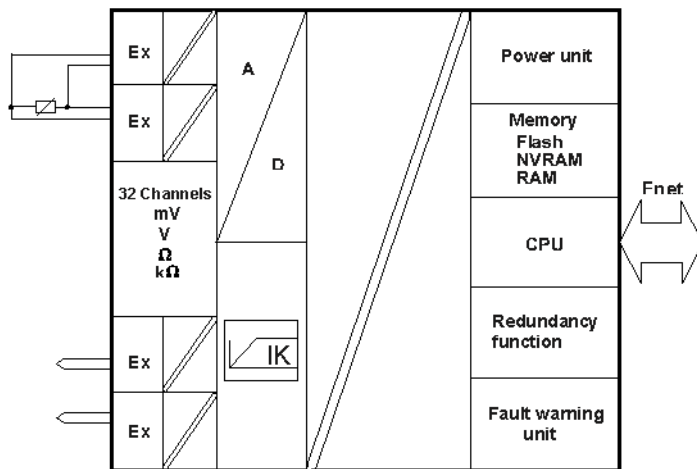 Ex
Ex
32 Channels
mV
V
Ω
kΩ
Ex
Ex
A
D
IK
Power unit
Memory
Flash
NVRAM
RAM
CPU
Redundancy
function
Fault warning
unit
Fnet